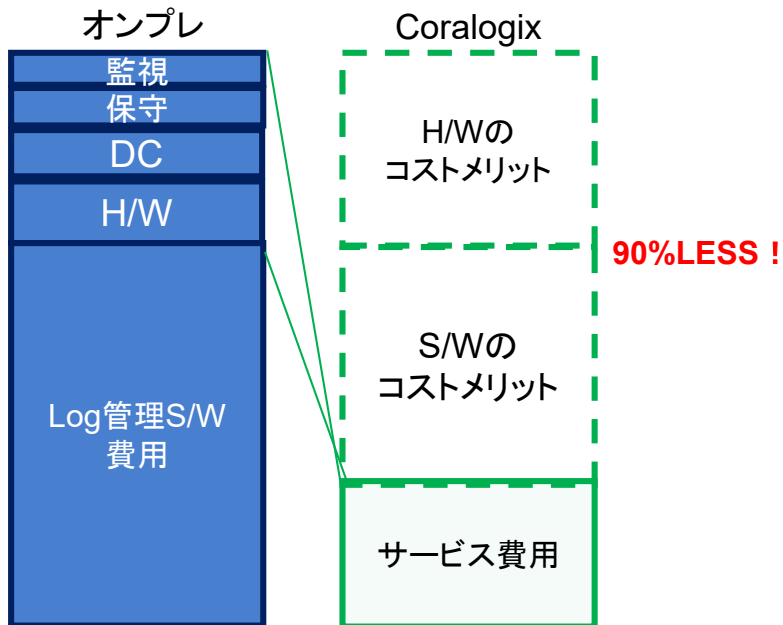 オンプレ
監視
保守
DC
H/W
Log管理S/W
費用
Coralogix
H/Wの
コストメリット
90%LESS！
S/Wの
コストメリット
サービス費用